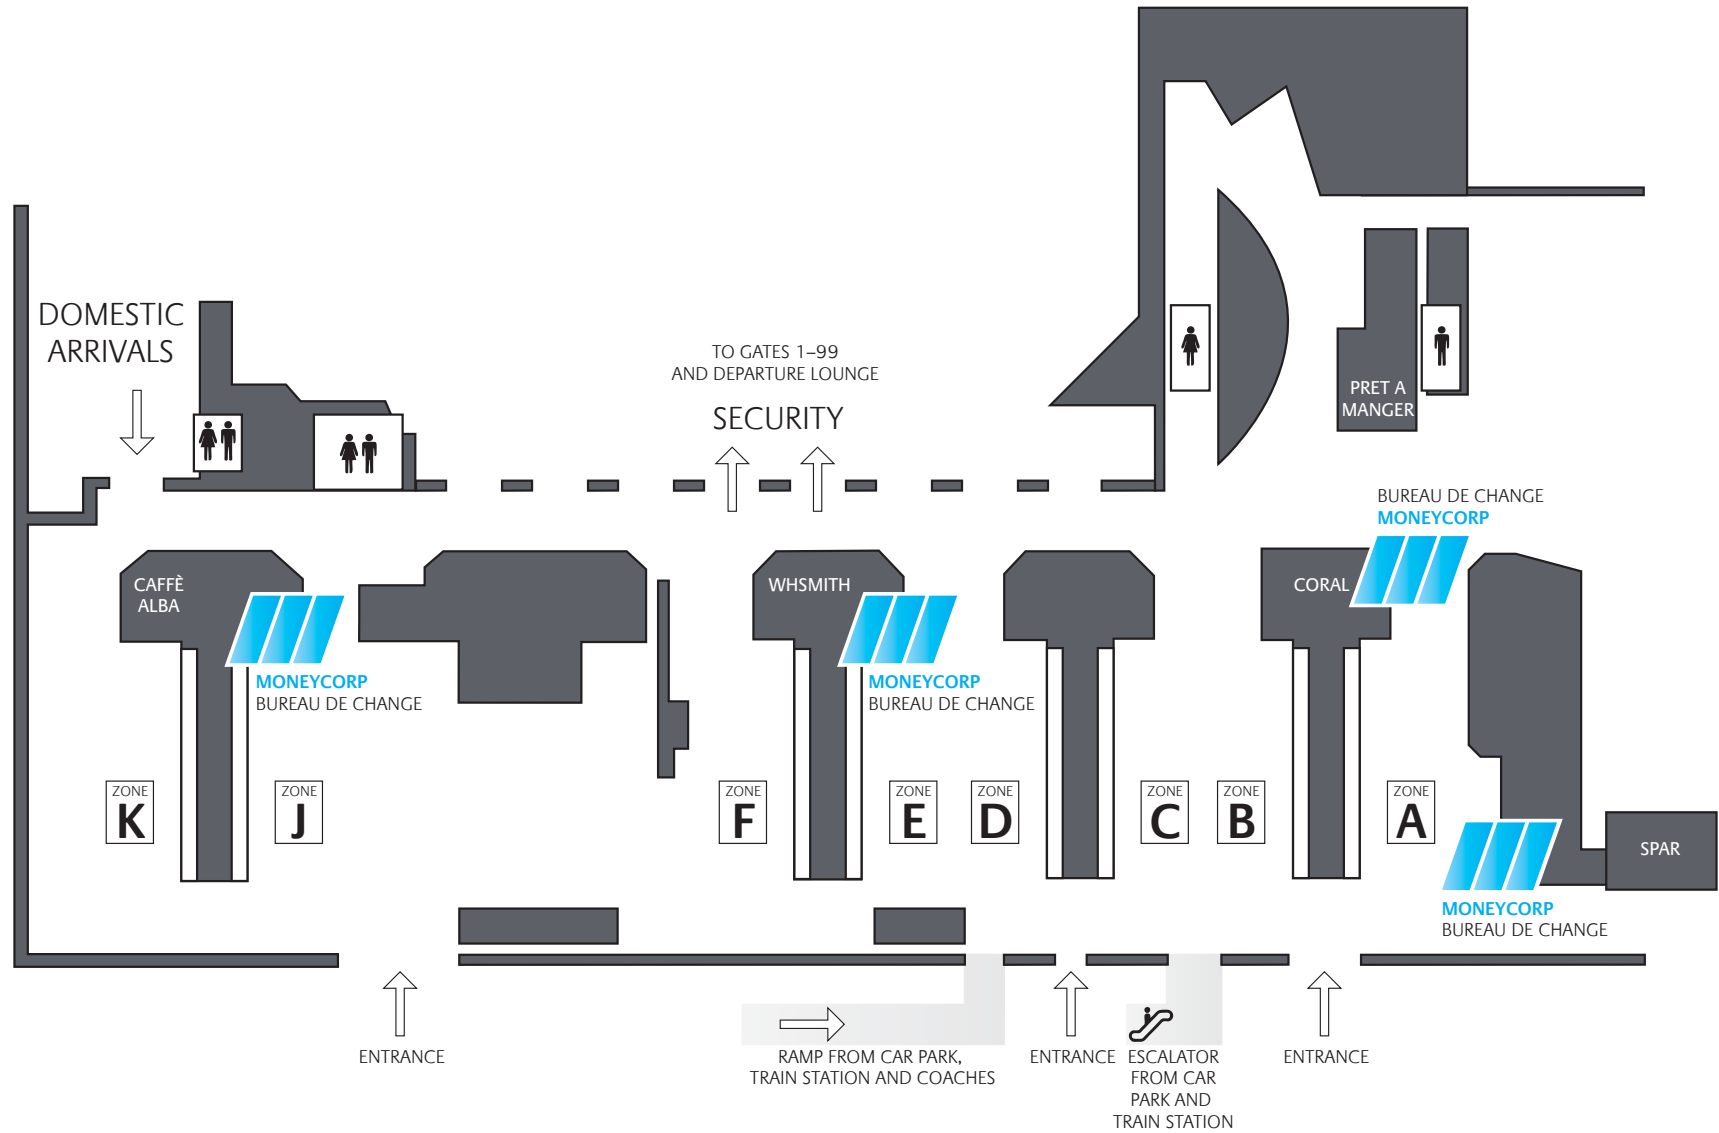 DOMESTIC
ARRIVALS
TO GATES 1–99
AND DEPARTURE LOUNGE
SECURITY
PRET A
MANGER
BUREAU DE CHANGE
MONEYCORP
CAFFÈ
ALBA
WHSMITH
CORAL
MONEYCORP
BUREAU DE CHANGE
MONEYCORP
BUREAU DE CHANGE
ZONE
K
ZONE
J
ZONE
F
ZONE
E
ZONE
D
ZONE
C
ZONE
B
ZONE
A
SPAR
MONEYCORP
BUREAU DE CHANGE
ENTRANCE
RAMP FROM CAR PARK,
TRAIN STATION AND COACHES
ENTRANCE
ESCALATOR
FROM CAR
PARK AND
TRAIN STATION
ENTRANCE